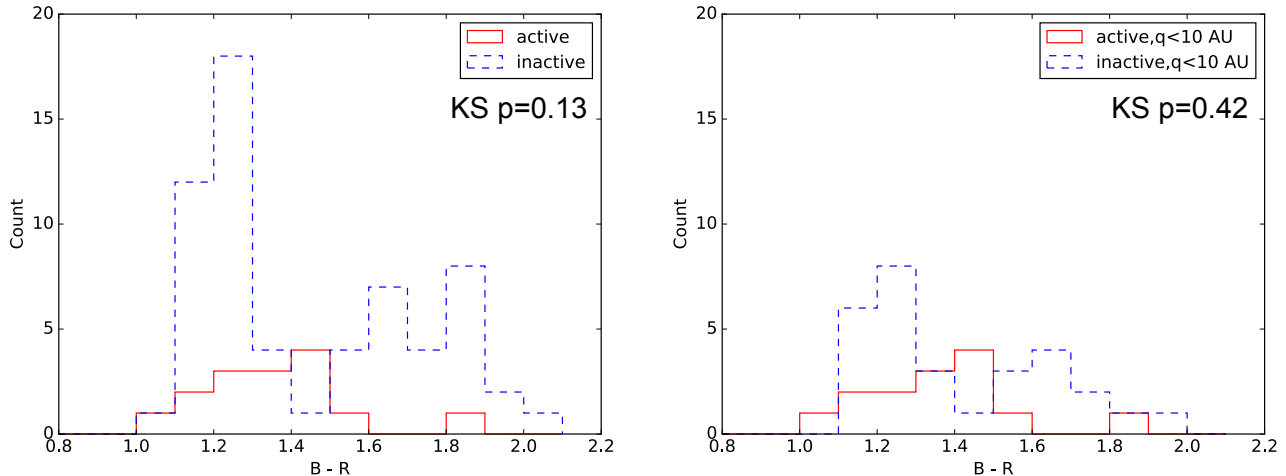 active
inactive
KS p=0.13
20
15
10
5
0
Count
0.8 1.0 1.2 1.4 1.6 1.8 2.0 2.2
B - R
active,q<10 AU
inactive,q<10 AU
KS p=0.42
20
15
10
5
0
Count
0.8 1.0 1.2 1.4 1.6 1.8 2.0 2.2
B - R